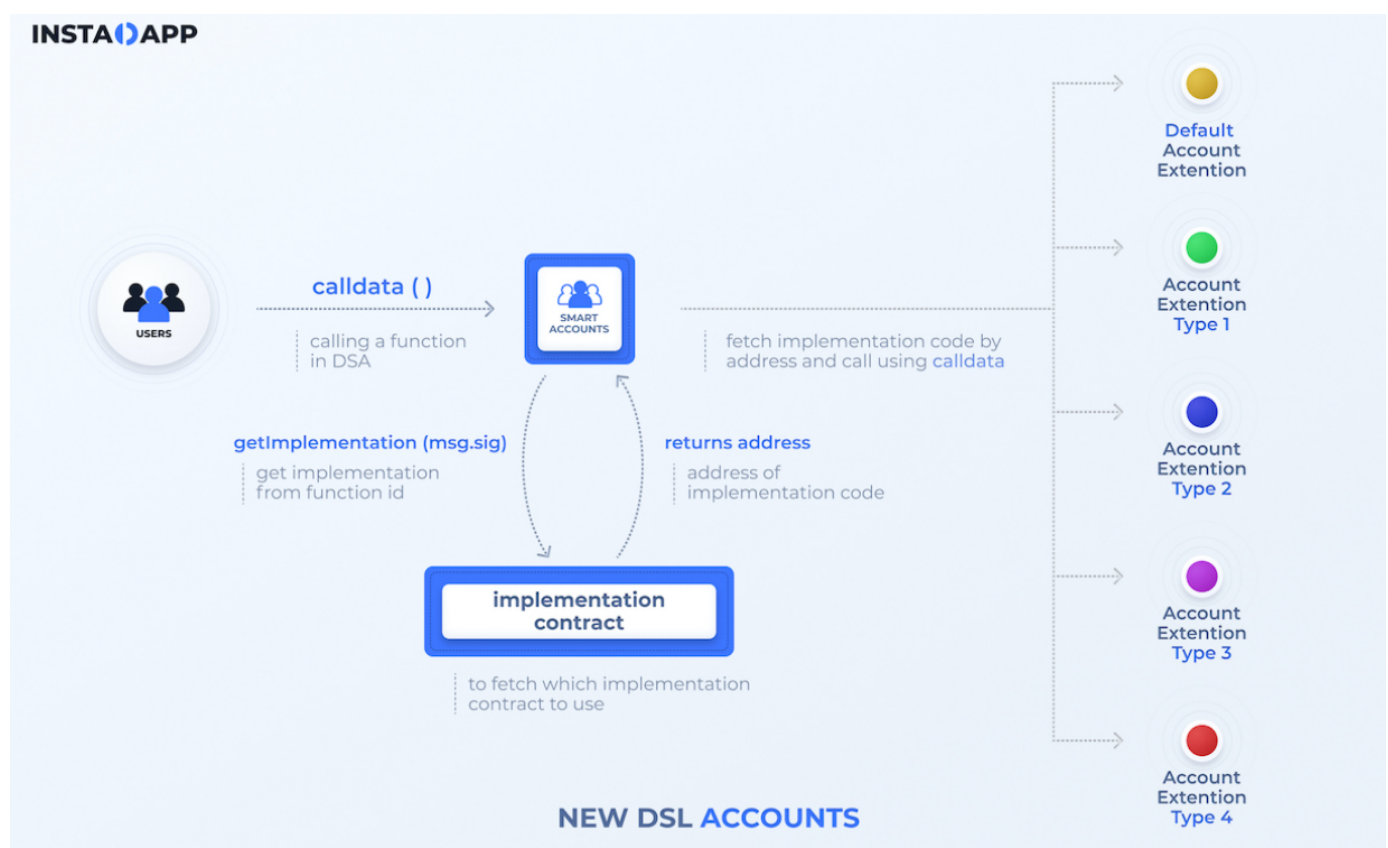 INSTAAPP
Default
Account
Extention
calldata ( )
calling a function
in DSA
USERS
SMART
ACCOUNTS
fetch implementation code by
address and call using calldata
Account
Extention
Type 1
getImplementation (msg.sig)
get implementation
from function id
returns address
address of
implementation code
Account
Extention
Type 2
implementation
contract
to fetch which implementation
contract to use
Account
Extention
Type 3
Account
Extention
Type 4
NEW DSL ACCOUNTS